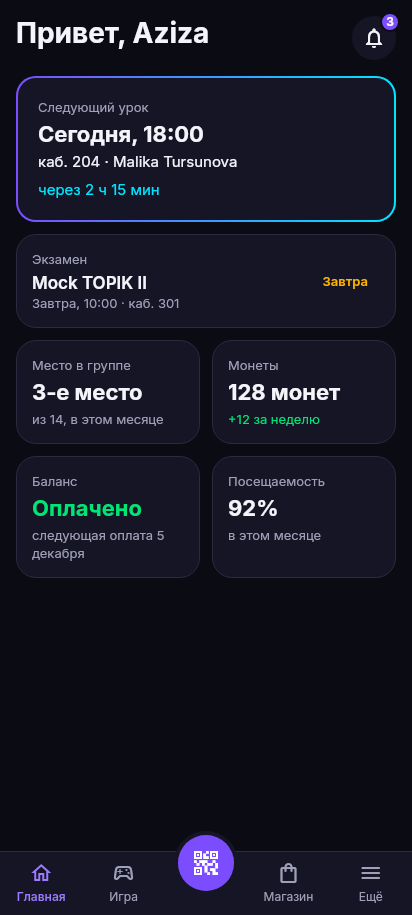 Привет, Aziza
3
Следующий урок
Сегодня, 18:00
каб. 204 · Malika Tursunova
через 2 ч 15 мин
Экзамен
Mock TOPIK II
Завтра, 10:00 · каб. 301
Завтра
Место в группе
3-е место
из 14, в этом месяце
Монеты
128 монет
+12 за неделю
Баланс
Оплачено
следующая оплата 5
декабря
Посещаемость
92%
в этом месяце
Главная
Игра
Магазин
Ещё